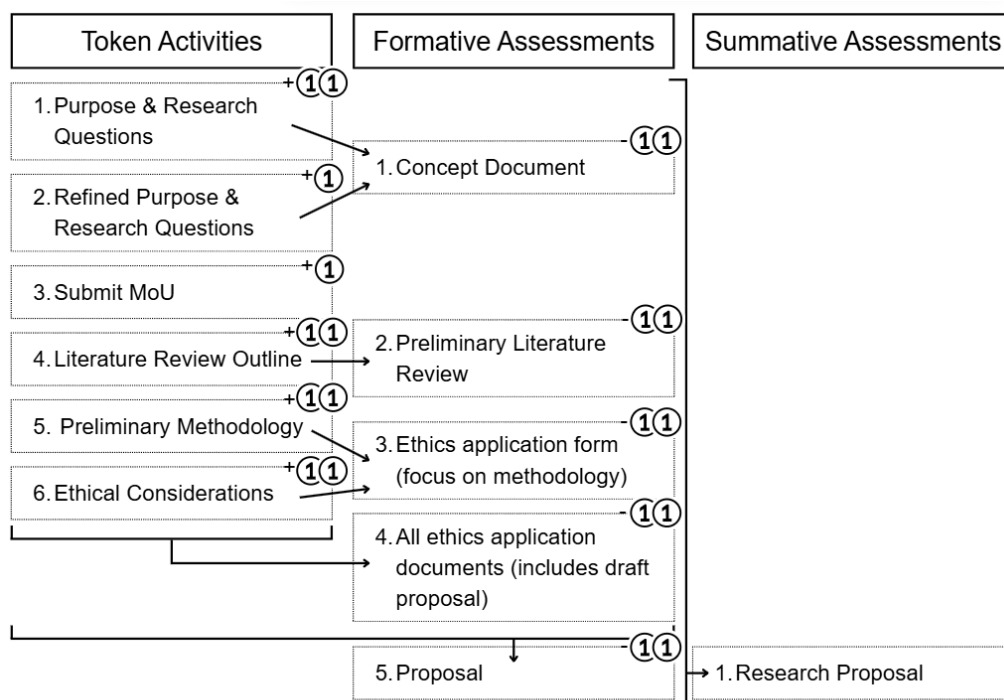 Token Activities
Formative Assessments
Summative Assessments
+①①
1. Purpose & Research
Questions
+①
2. Refined Purpose &
Research Questions
+①
3. Submit MoU
+①①
4. Literature Review Outline
+①①
5. Preliminary Methodology
+①①
6. Ethical Considerations
-①①
1. Concept Document
-①①
2. Preliminary Literature
Review
-①①
3. Ethics application form
(focus on methodology)
-①①
4. All ethics application
documents (includes draft
proposal)
-①①
5. Proposal
1. Research Proposal